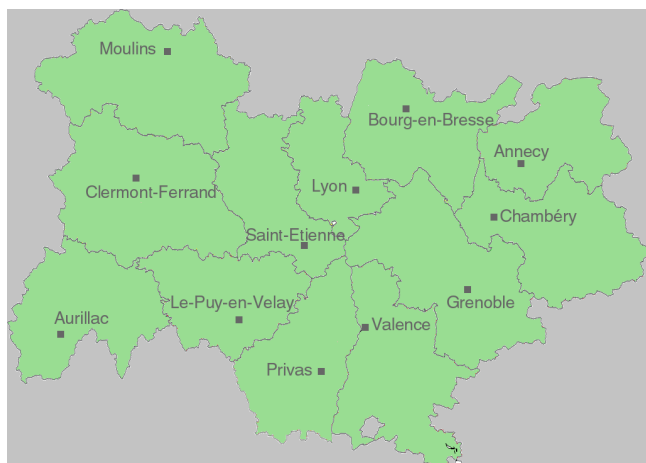 Moulins
Bourg-en-Bresse
Annecy
Clermont-Ferrand
Lyon
Chambéry
Saint-Etienne
Le-Puy-en-Velay
Grenoble
Aurillac
Valence
Privas